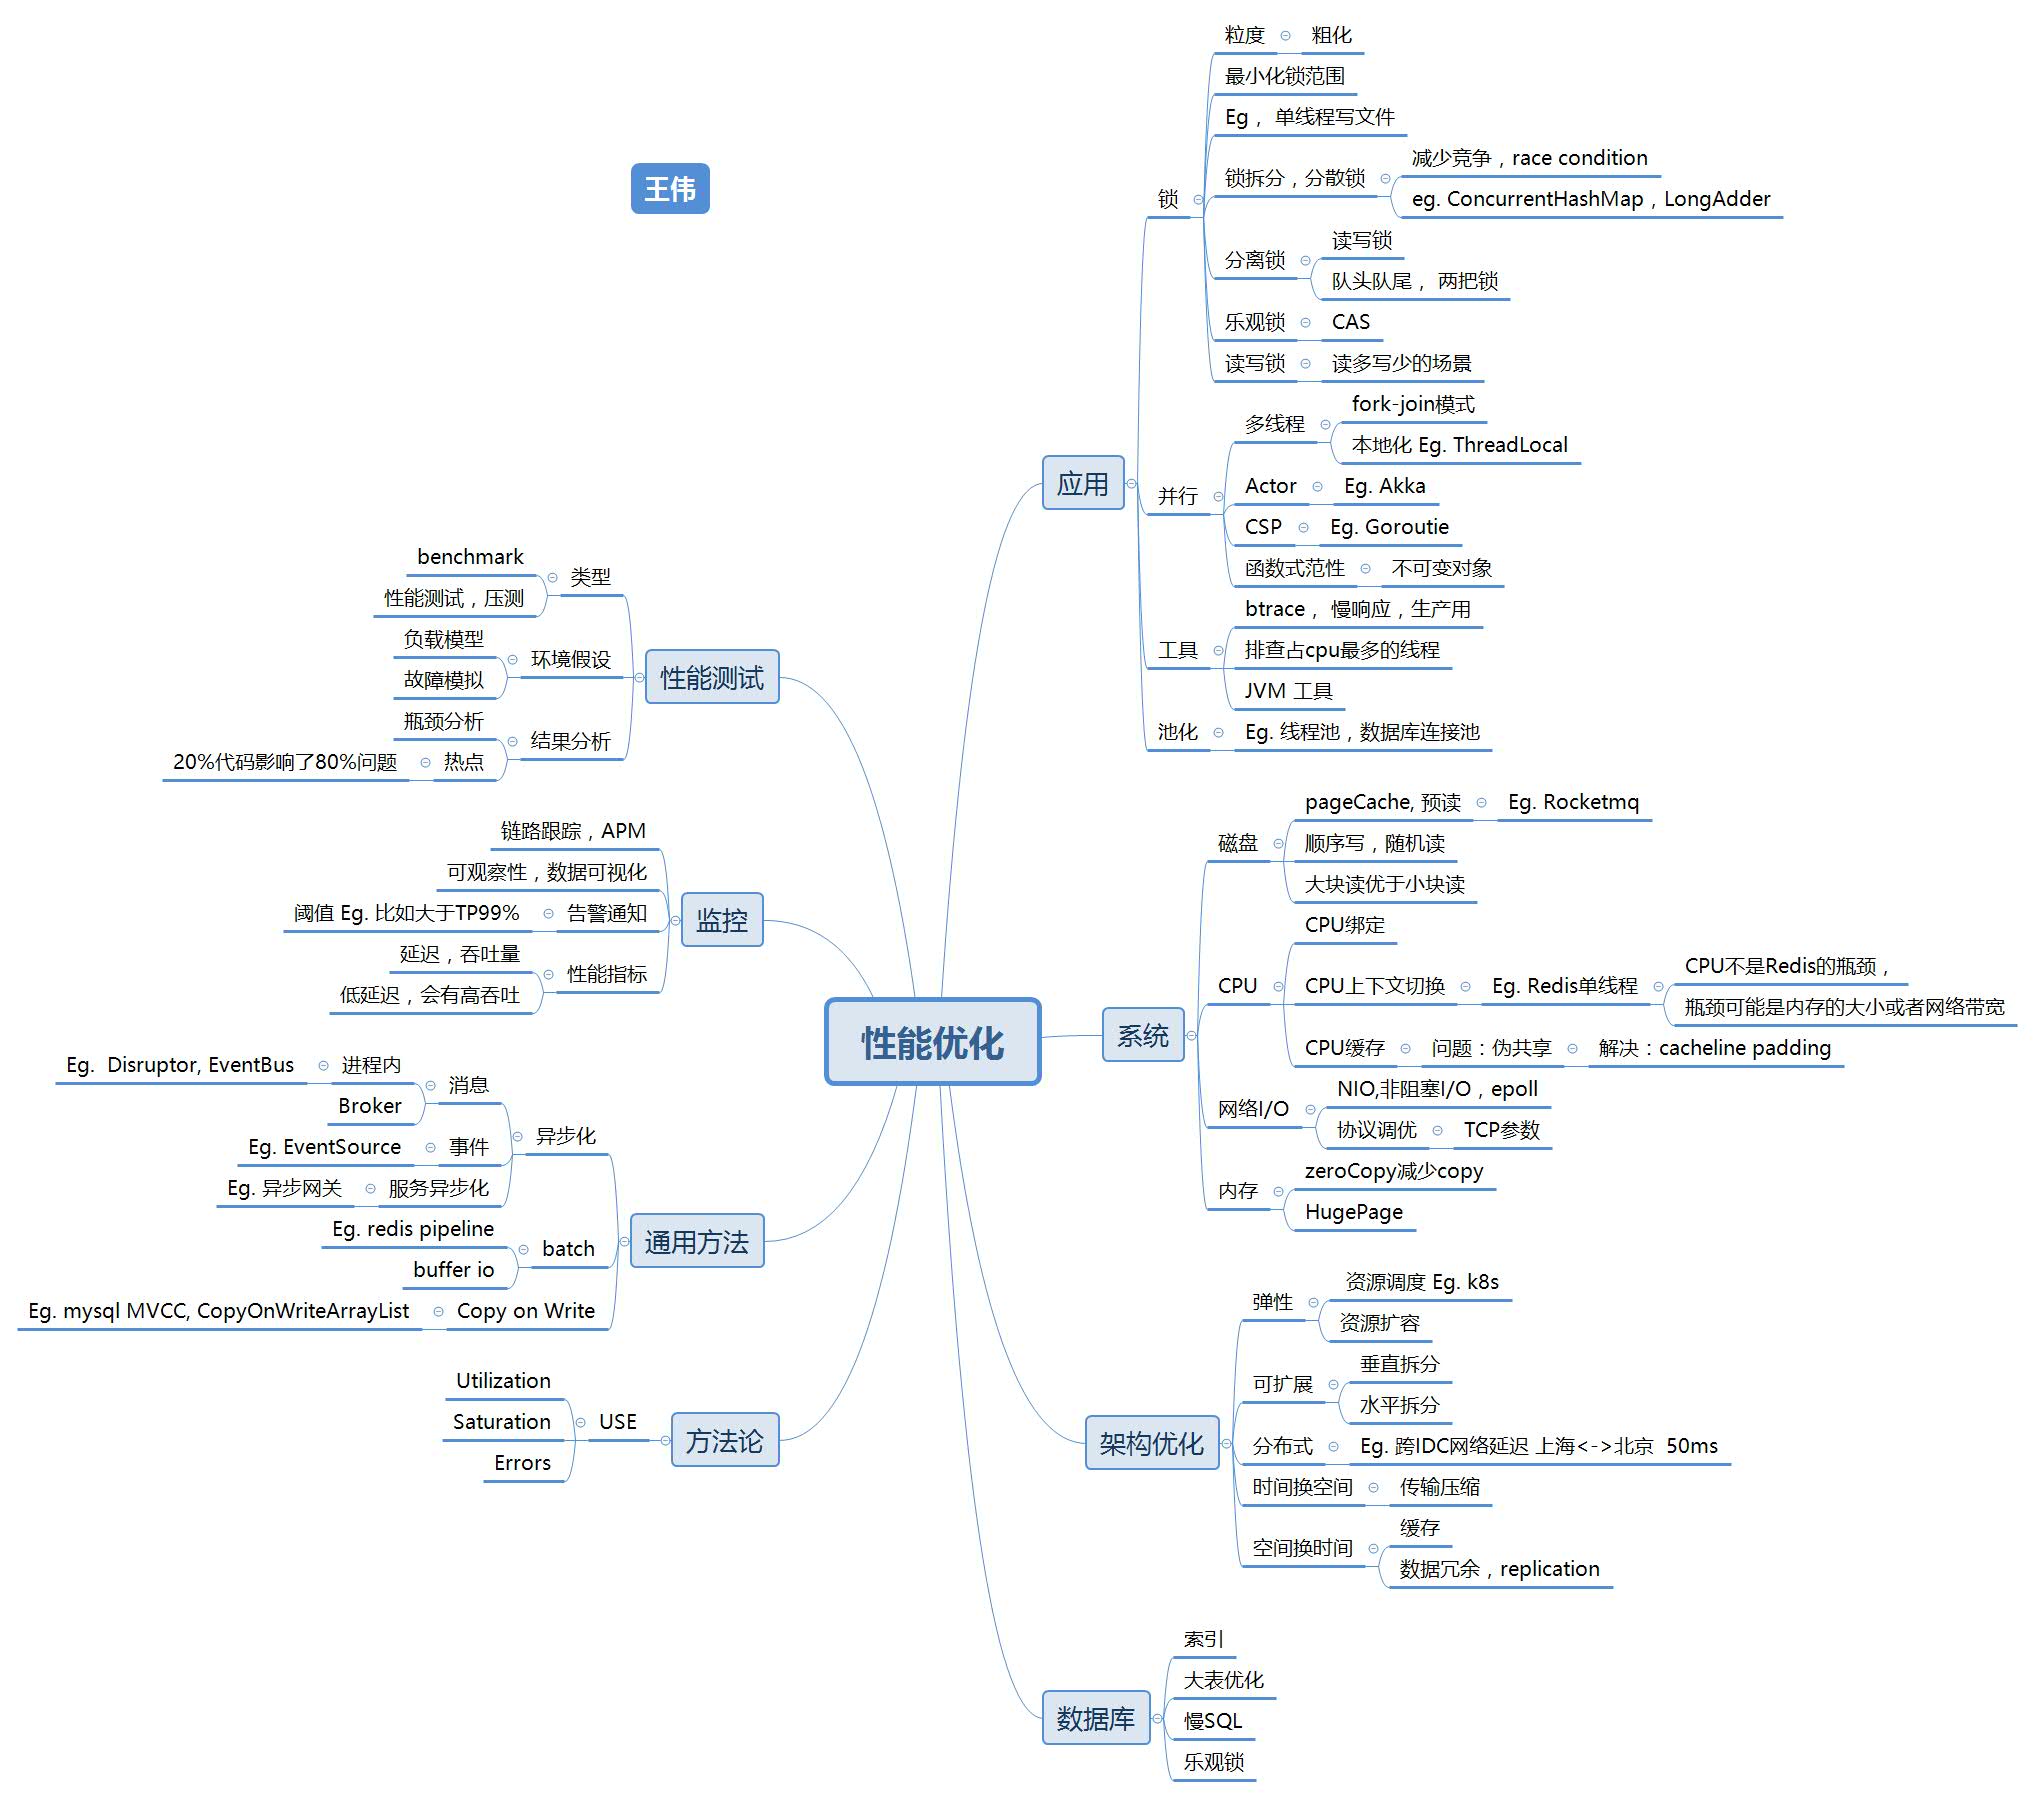 王伟
性能优化
应用
锁
粒度
粗化
最小化锁范围
Eg， 单线程写文件
锁拆分，分散锁
减少竞争，race condition
eg. ConcurrentHashMap，LongAdder
分离锁
读写锁
队头队尾， 两把锁
乐观锁
CAS
读写锁
读多写少的场景
并行
多线程
fork-join模式
本地化 Eg. ThreadLocal
Actor
Eg. Akka
CSP
Eg. Goroutie
函数式范性
不可变对象
工具
btrace， 慢响应，生产用
排查占cpu最多的线程
JVM 工具
池化
Eg. 线程池，数据库连接池
系统
磁盘
pageCache, 预读
Eg. Rocketmq
顺序写，随机读
大块读优于小块读
CPU
CPU绑定
CPU上下文切换
Eg. Redis单线程
CPU不是Redis的瓶颈，
瓶颈可能是内存的大小或者网络带宽
CPU缓存
问题：伪共享
解决：cacheline padding
网络I/O
NIO,非阻塞I/O，epoll
协议调优
TCP参数
内存
zeroCopy减少copy
HugePage
架构优化
弹性
资源调度 Eg. k8s
资源扩容
可扩展
垂直拆分
水平拆分
分布式
Eg. 跨IDC网络延迟 上海<->北京  50ms
时间换空间
传输压缩
空间换时间
缓存
数据冗余，replication
数据库
索引
大表优化
慢SQL
乐观锁
性能测试
类型
benchmark
性能测试，压测
环境假设
负载模型
故障模拟
结果分析
瓶颈分析
热点
20%代码影响了80%问题
监控
链路跟踪，APM
可观察性，数据可视化
告警通知
阈值 Eg. 比如大于TP99%
性能指标
延迟，吞吐量
低延迟，会有高吞吐
通用方法
异步化
消息
进程内
Eg.  Disruptor, EventBus
Broker
事件
Eg. EventSource
服务异步化
Eg. 异步网关
batch
Eg. redis pipeline
buffer io
Copy on Write
Eg. mysql MVCC, CopyOnWriteArrayList
方法论
USE
Utilization
Saturation
Errors